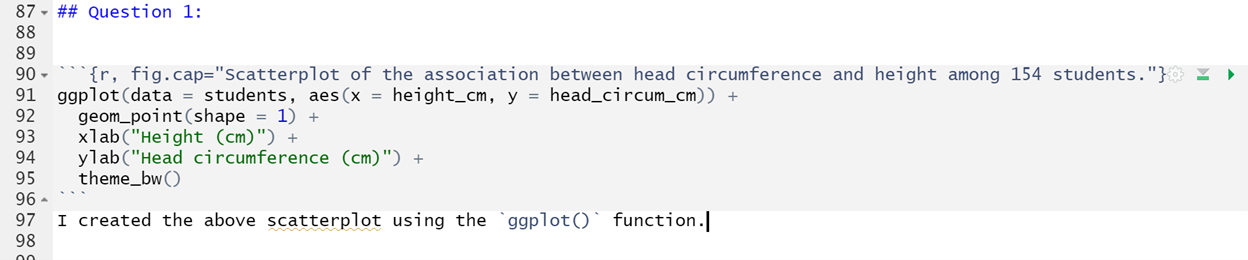 87 ## Question 1:
88
89
90 ```{r, fig.cap="Scatterplot of the association between head circumference and height among 154 students."}
91 ggplot(data = students, aes(x = height_cm, y = head_circum_cm)) +
92   geom_point(shape = 1) +
93   xlab("Height (cm)") +
94   ylab("Head circumference (cm)") +
95   theme_bw()
96 ```
97 I created the above scatterplot using the `ggplot()` function.
98